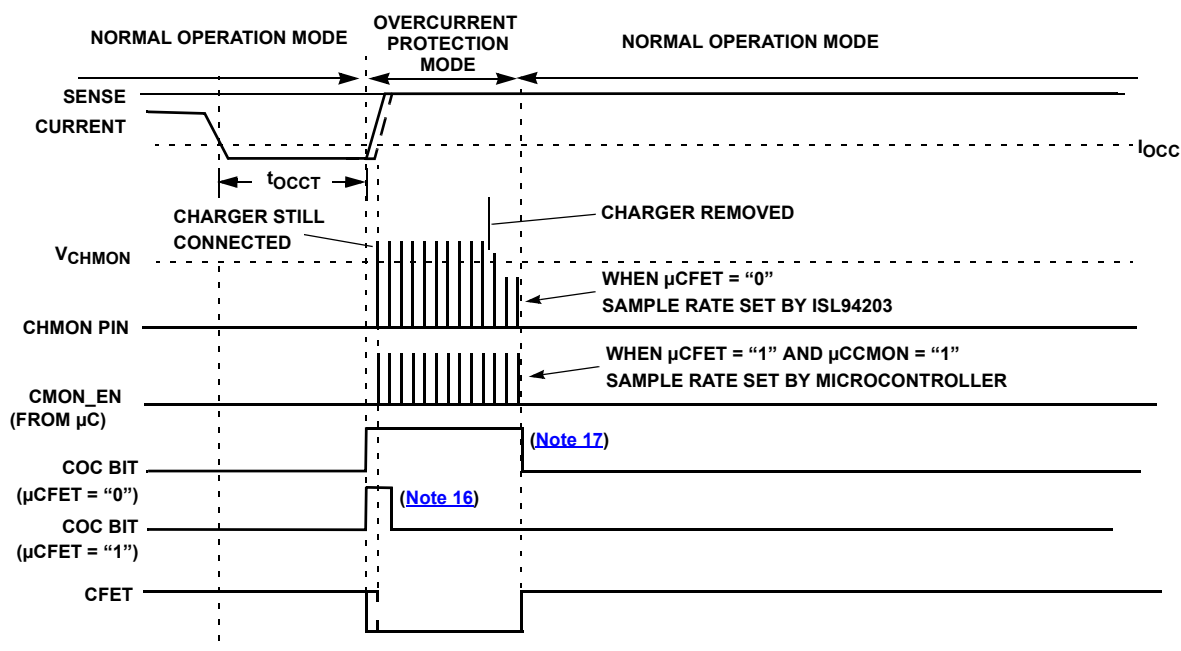 NORMAL OPERATION MODE
OVERCURRENT
PROTECTION
MODE
NORMAL OPERATION MODE
SENSE
CURRENT
IOCC
tOCCT
CHARGER STILL
CONNECTED
CHARGER REMOVED
VCHMON
WHEN µCFET = “0”
SAMPLE RATE SET BY ISL94203
CHMON PIN
WHEN µCFET = “1” AND µCCMON = “1”
SAMPLE RATE SET BY MICROCONTROLLER
CMON_EN
(FROM µC)
(Note 17)
COC BIT
(µCFET = “0”)
(Note 16)
COC BIT
(µCFET = “1”)
CFET